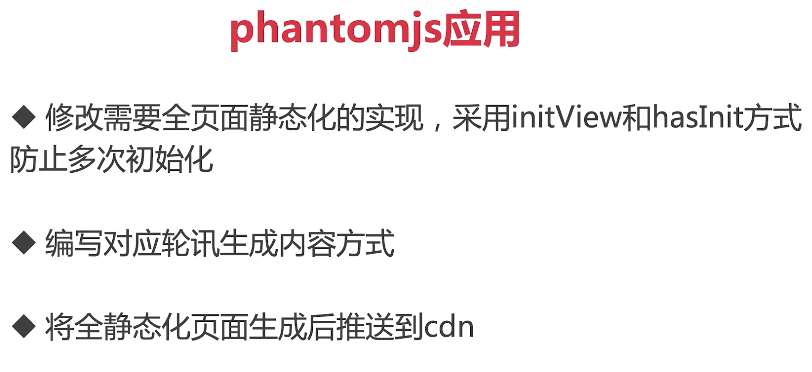 phantomjs应用
◆ 修改需要全页面静态化的实现，采用initView和hasInit方式
防止多次初始化
◆ 编写对应轮讯生成内容方式
◆ 将全静态化页面生成后推送到cdn